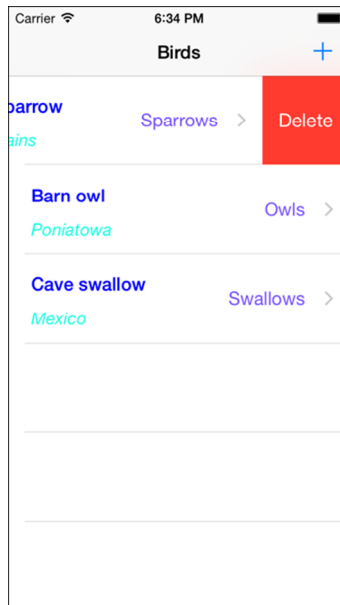 Carrier 6:34 PM
Birds +
parrow Sparrows > Delete
ains
Barn owl Owls >
Poniatowa
Cave swallow Swallows >
Mexico